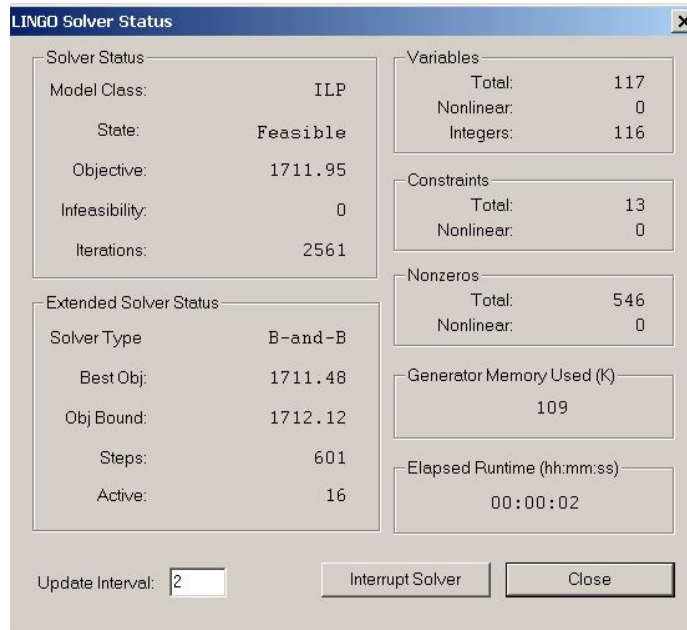 LINGO Solver Status
Solver Status
Model Class: ILP
State: Feasible
Objective: 1711.95
Infeasibility: 0
Iterations: 2561
Extended Solver Status
Solver Type B-and-B
Best Obj: 1711.48
Obj Bound: 1712.12
Steps: 601
Active: 16
Variables
Total: 117
Nonlinear: 0
Integers: 116
Constraints
Total: 13
Nonlinear: 0
Nonzeros
Total: 546
Nonlinear: 0
Generator Memory Used (K)
109
Elapsed Runtime (hh:mm:ss)
00:00:02
Update Interval: 2
Interrupt Solver
Close